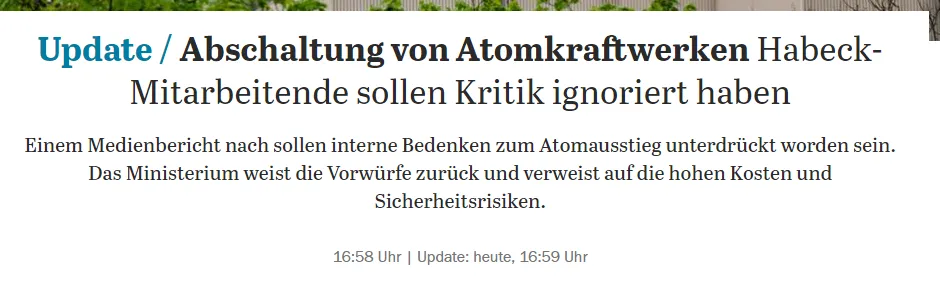 Update / Abschaltung von Atomkraftwerken Habeck-
Mitarbeitende sollen Kritik ignoriert haben
Einem Medienbericht nach sollen interne Bedenken zum Atomausstieg unterdrückt worden sein.
Das Ministerium weist die Vorwürfe zurück und verweist auf die hohen Kosten und
Sicherheitsrisiken.
16:58 Uhr | Update: heute, 16:59 Uhr